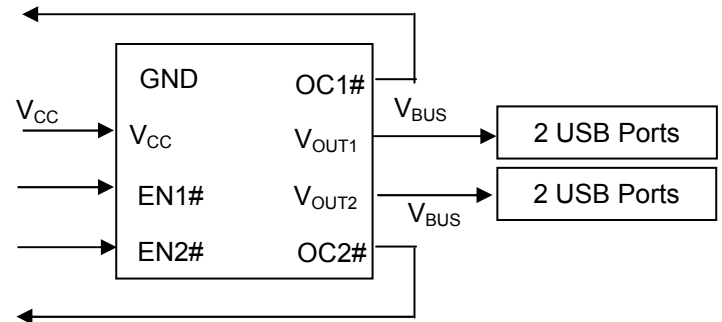 GND
OC1#
V_CC
V_BUS
2 USB Ports
V_CC
V_OUT1
EN1#
V_OUT2
2 USB Ports
V_BUS
EN2#
OC2#